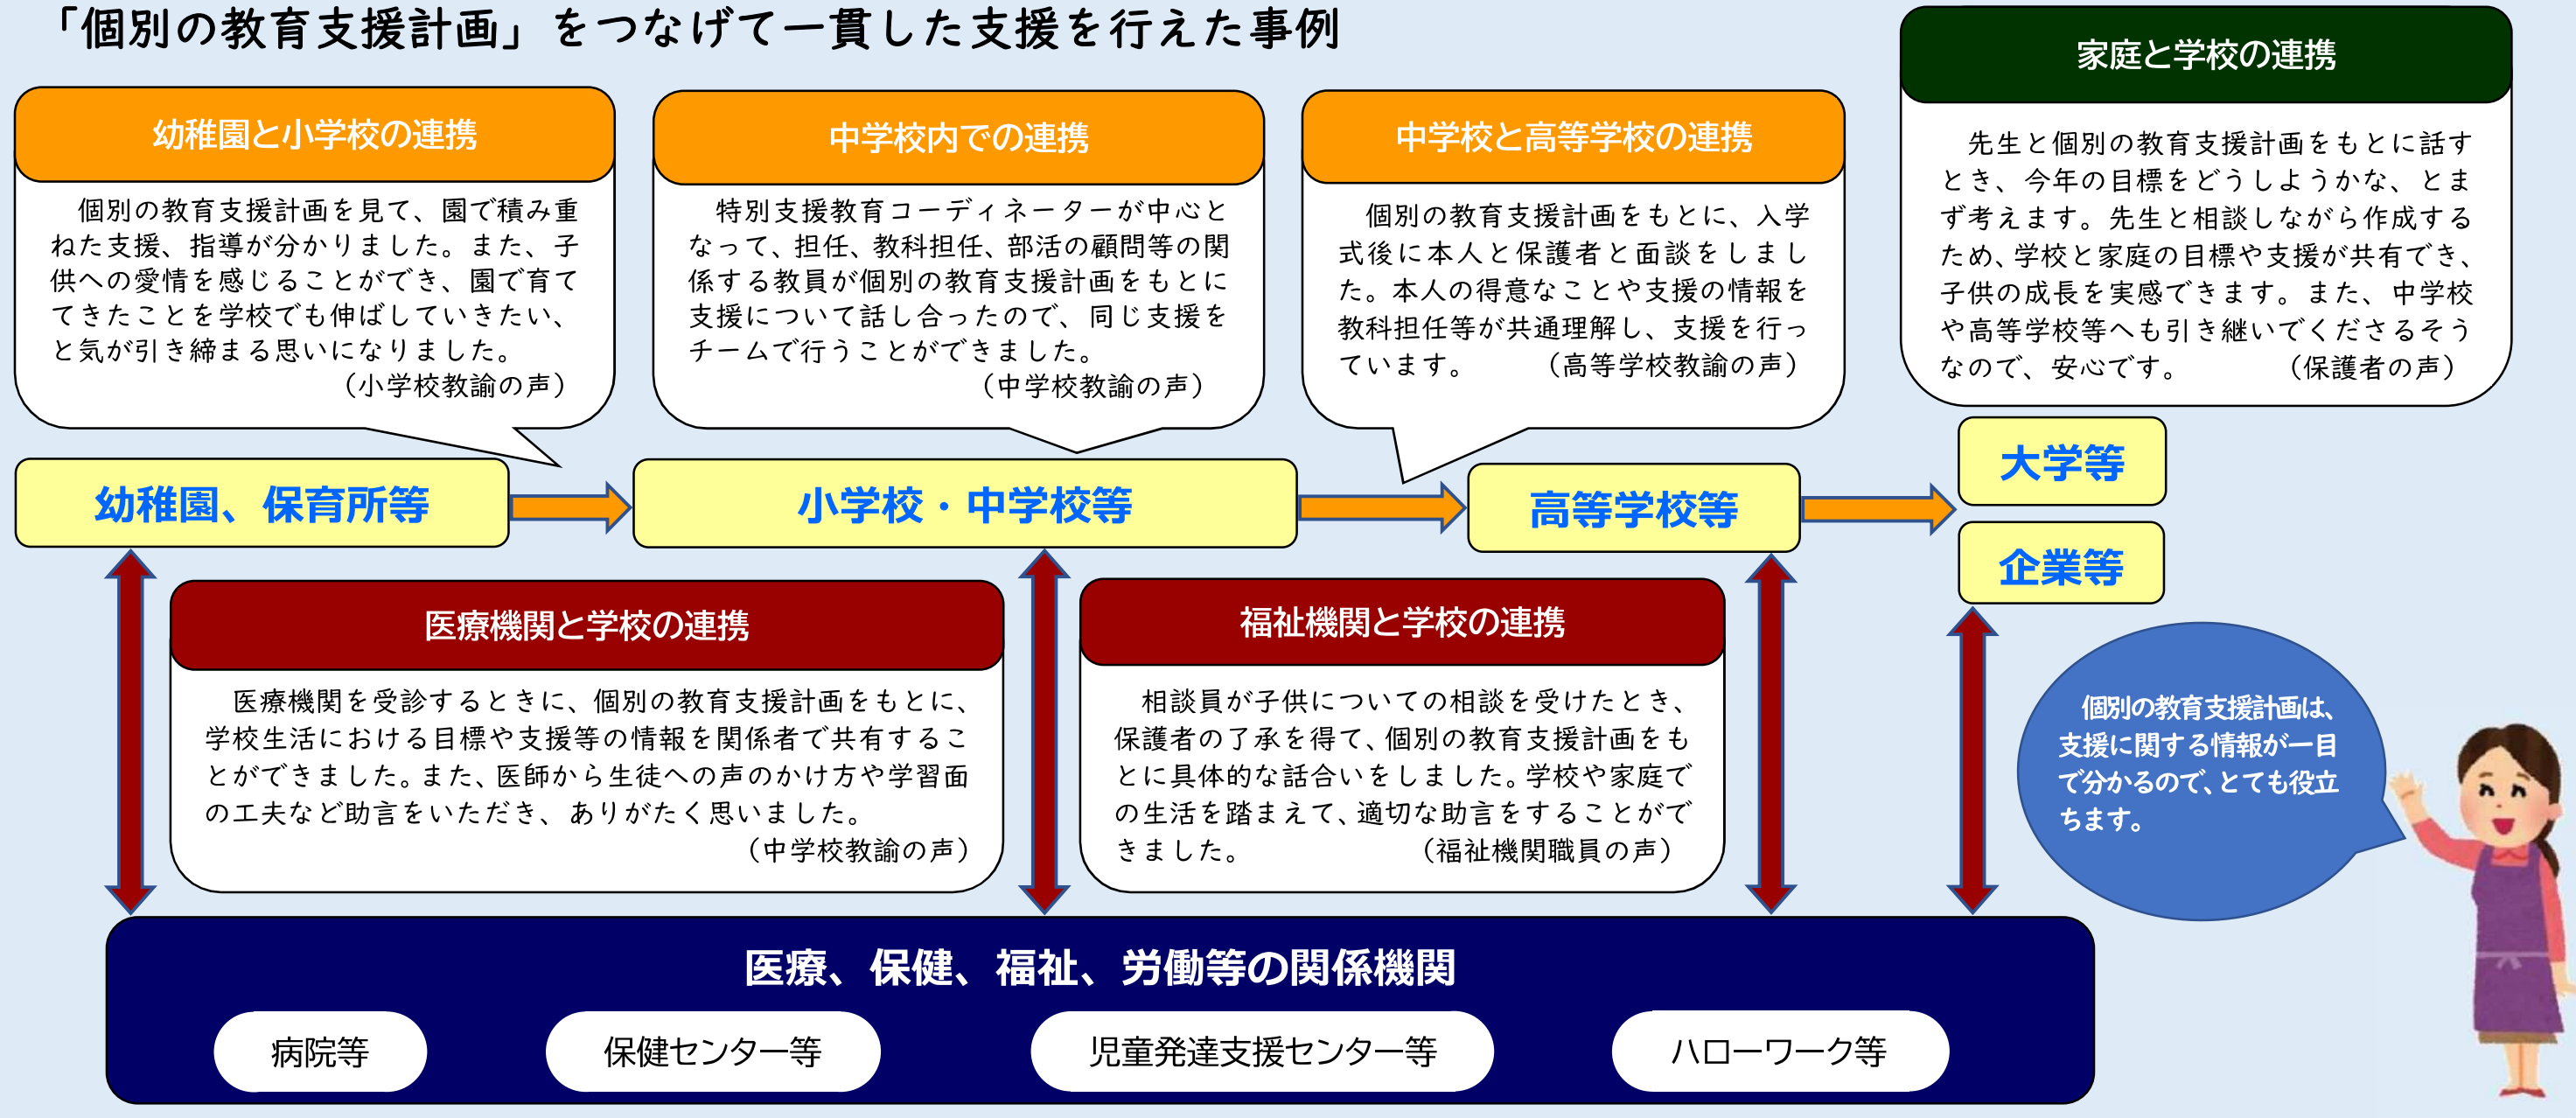 「個別の教育支援計画」をつなげて一貫した支援を行えた事例
幼稚園と小学校の連携
個別の教育支援計画を見て、園で積み重
ねた支援、指導が分かりました。また、子
供への愛情を感じることができ、園で育て
てきたことを学校でも伸ばしていきたい、
と気が引き締まる思いになりました。
（小学校教諭の声）
中学校内での連携
特別支援教育コーディネーターが中心と
なって、担任、教科担任、部活の顧問等の関
係する教員が個別の教育支援計画をもとに
支援について話し合ったので、同じ支援を
チームで行うことができました。
（中学校教諭の声）
中学校と高等学校の連携
個別の教育支援計画をもとに、入学
式後に本人と保護者と面談をしまし
た。本人の得意なことや支援の情報を
教科担任等が共通理解し、支援を行っ
ています。　（高等学校教諭の声）
家庭と学校の連携
先生と個別の教育支援計画をもとに話す
とき、今年の目標をどうしようかな、とま
ず考えます。先生と相談しながら作成する
ため、学校と家庭の目標や支援が共有でき、
子供の成長を実感できます。また、中学校
や高等学校等へも引き継いでくださるそう
なので、安心です。　（保護者の声）
幼稚園、保育所等
小学校・中学校等
高等学校等
大学等
企業等
医療機関と学校の連携
医療機関を受診するときに、個別の教育支援計画をもとに、
学校生活における目標や支援等の情報を関係者で共有するこ
とができました。また、医師から生徒への声のかけ方や学習面
の工夫など助言をいただき、ありがたく思いました。
（中学校教諭の声）
福祉機関と学校の連携
相談員が子供についての相談を受けたとき、
保護者の了承を得て、個別の教育支援計画をも
とに具体的な話合いをしました。学校や家庭で
の生活を踏まえて、適切な助言をすることがで
きました。　（福祉機関職員の声）
個別の教育支援計画は、
支援に関する情報が一目
で分かるので、とても役立
ちます。
医療、保健、福祉、労働等の関係機関
病院等
保健センター等
児童発達支援センター等
ハローワーク等